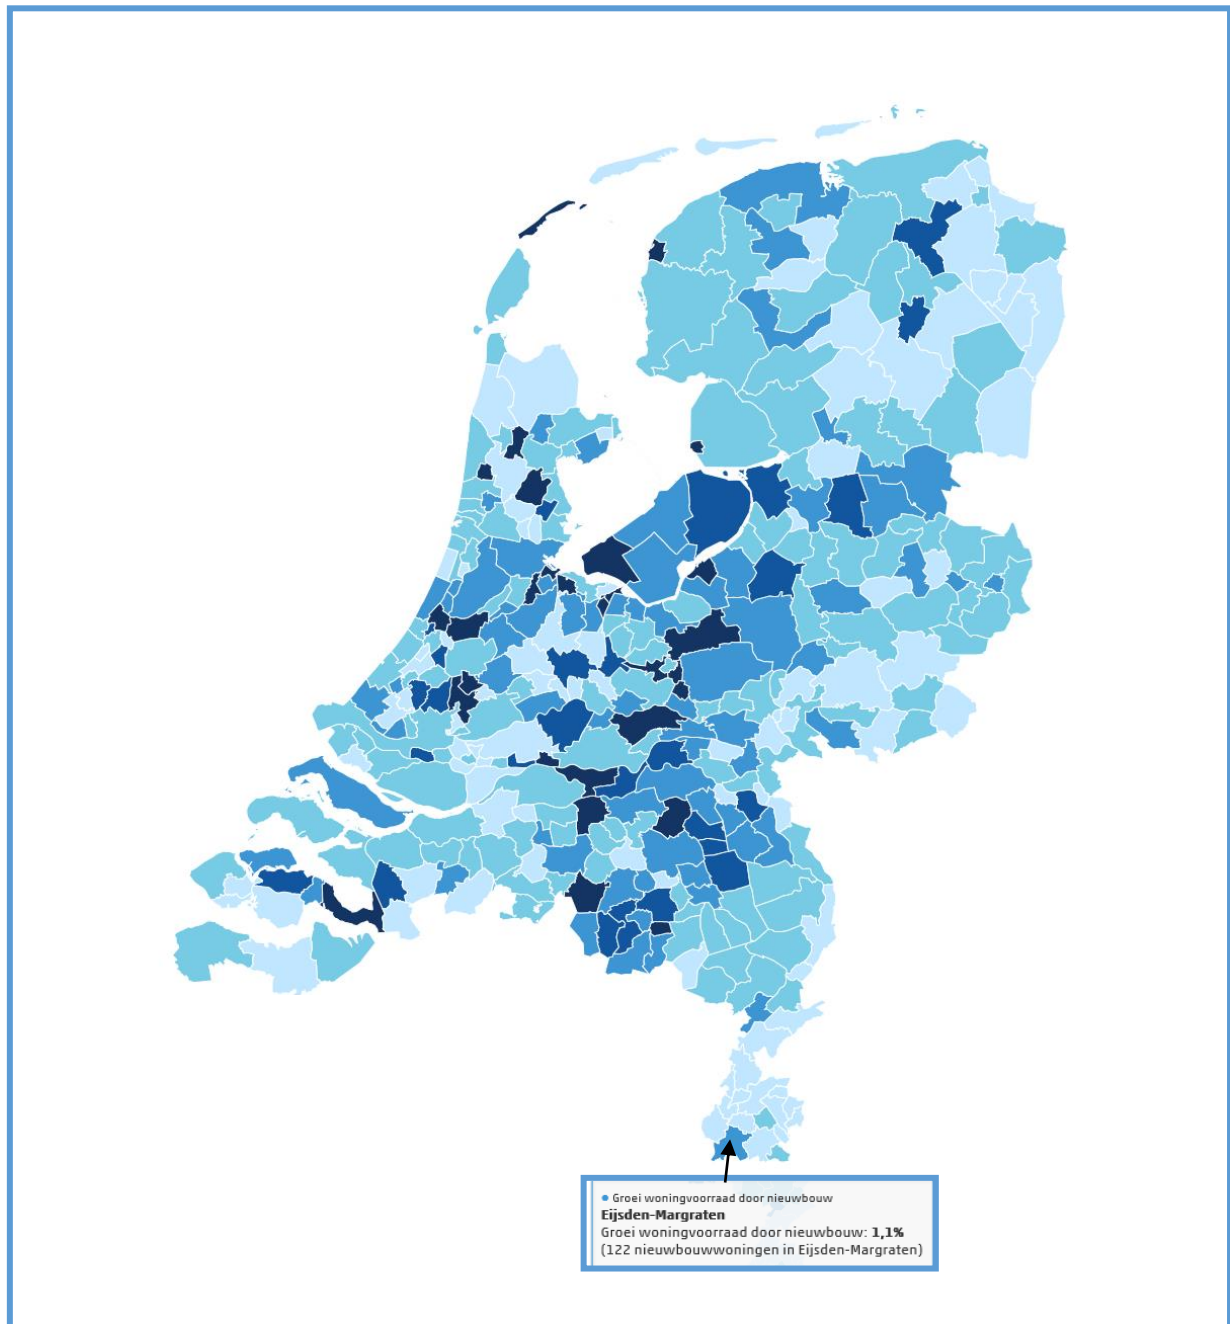 Groei woningvoorraad door nieuwbouw
Eijsden-Margraten
Groei woningvoorraad door nieuwbouw: 1,1%
(122 nieuwbouwwoningen in Eijsden-Margraten)